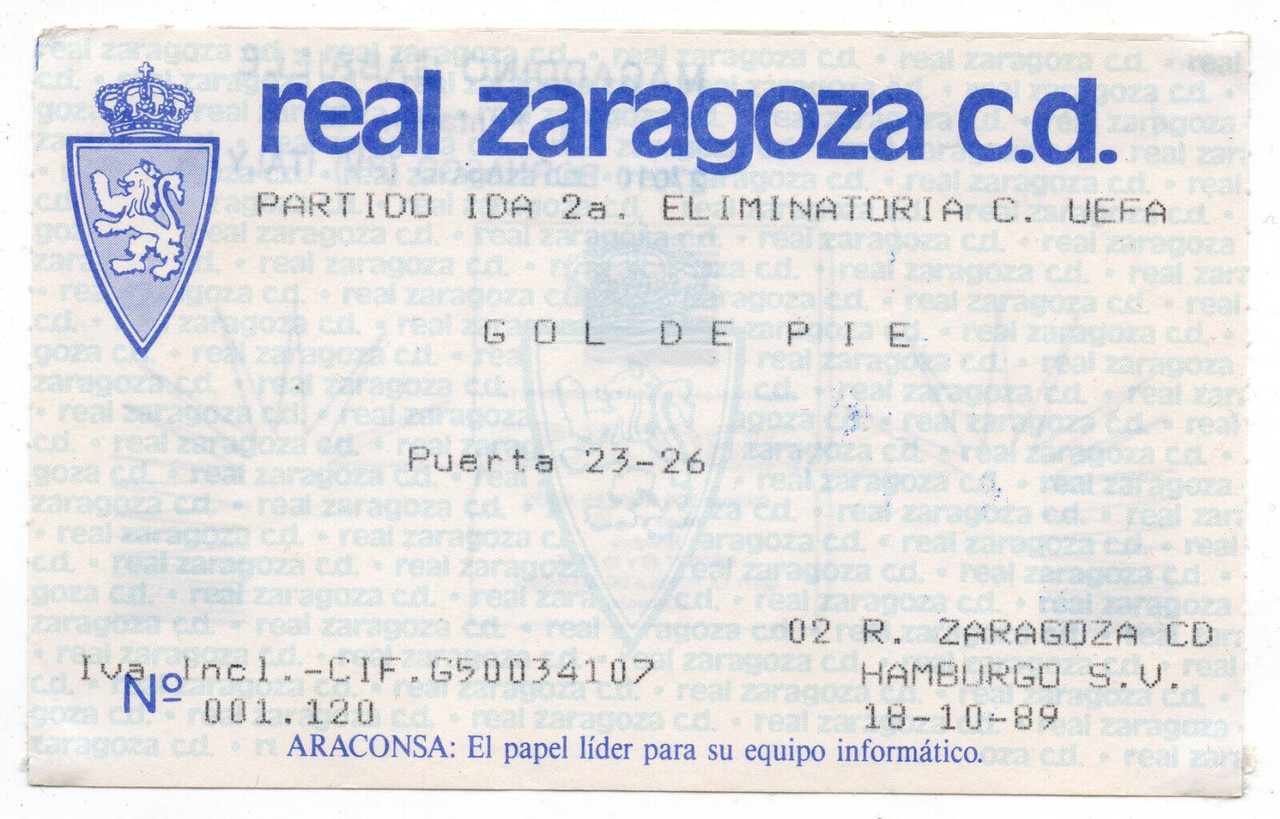 real zaragoza c.d.
PARTIDO IDA 2a. ELIMINATORIA C. UEFA
GOL DE PIE
Puerta 23-26
02 R. ZARAGOZA CD
Iva Incl.-CIF.G50034107
HAMBURGO S.V.
Nº 001.120
18-10-89
ARACONSA: El papel líder para su equipo informático.